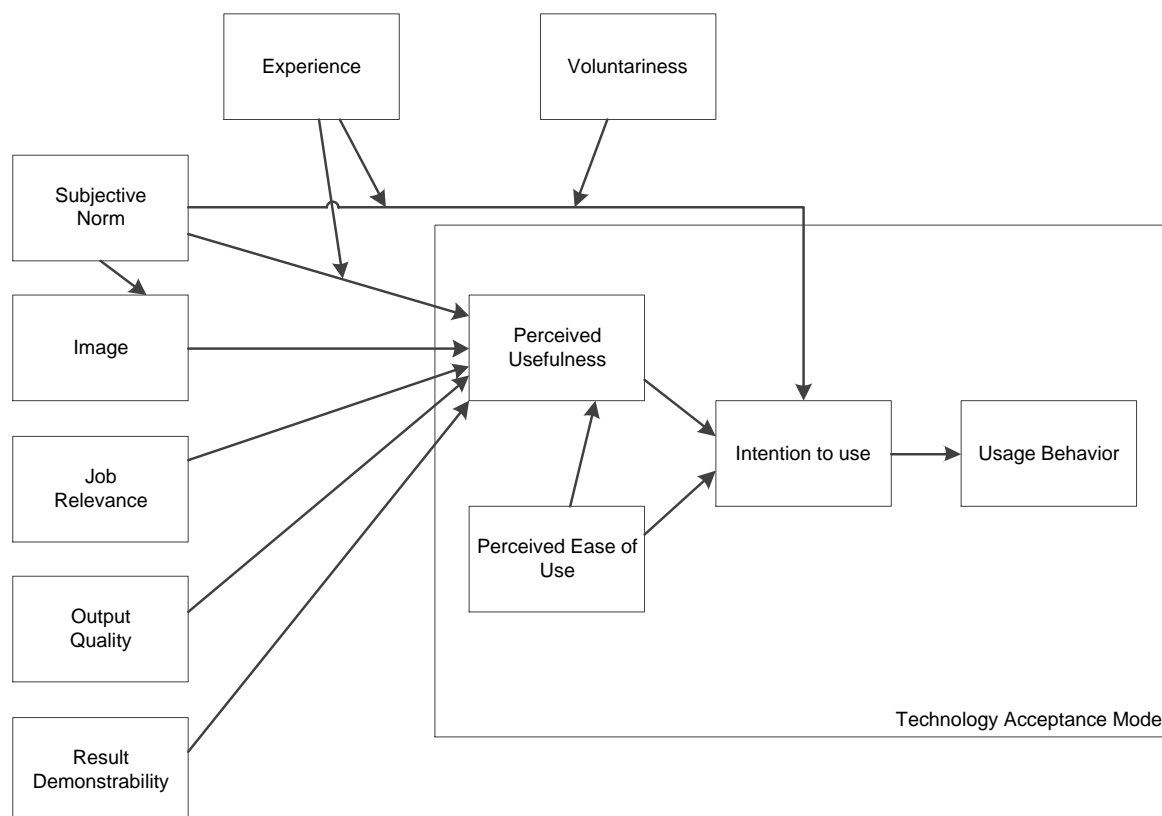 Experience
Voluntariness
Subjective
Norm
Image
Perceived
Usefulness
Job
Relevance
Intention to use
Usage Behavior
Perceived Ease of
Use
Output
Quality
Technology Acceptance Mode
Result
Demonstrability